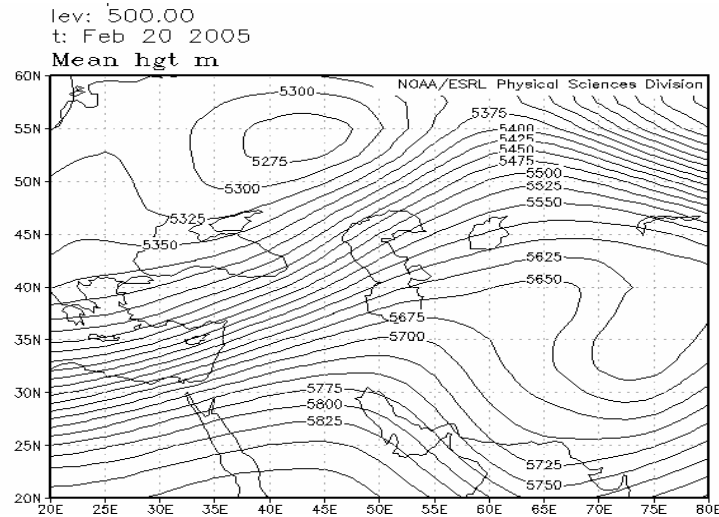 lev: 500.00
t: Feb 20 2005
Mean hgt m
NOAA/ESRL Physical Sciences Division
60N
5300
5375
55N
5400
5425
5450
5275
5475
50N
5500
5300
5525
5550
5325
45N
5350
5625
5650
40N
5675
35N
5700
30N
5775
5800
5825
25N
5725
5750
20N
20E 25E 30E 35E 40E 45E 50E 55E 60E 65E 70E 75E 80E